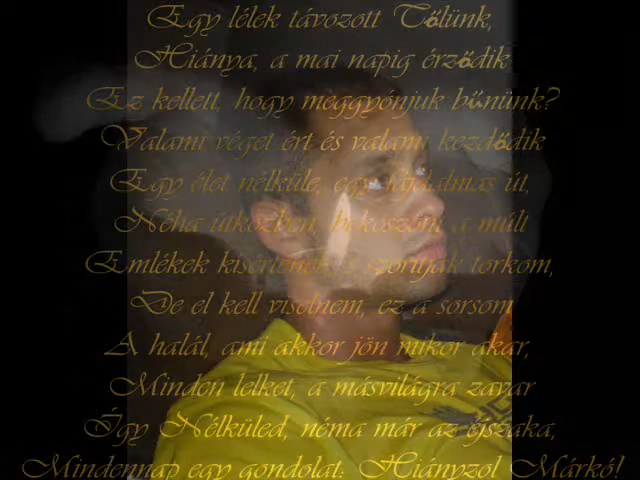 Egy lélek távozott Tőlünk,
Hiánya, a mai napig érződik
Ez kellett, hogy meggyónjuk bűnünk?
Valami véget ért és valami kezdődik
Egy élet nélküle, egy fájdalmas út,
Néha útközben, beköszön a múlt
Emlékek kísértenek, s szorítják torkom,
De el kell viselnem, ez a sorsom
A halál, ami akkor jön mikor akar,
Minden lelket, a másvilágra zavar
Így Nélküled, néma már az éjszaka,
Mindennap egy gondolat: Hiányzol Márkó!